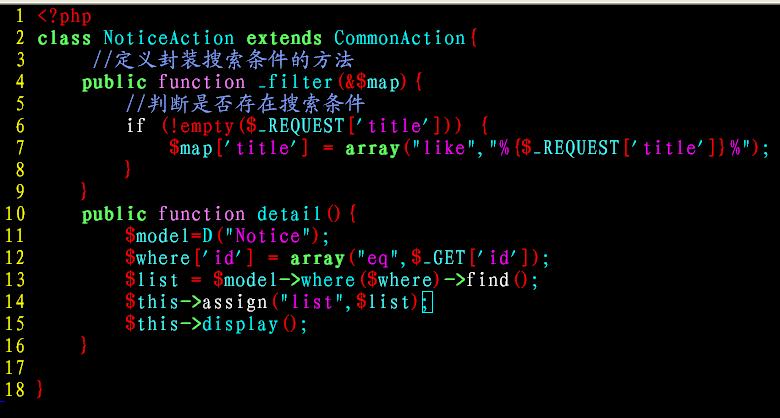 1 <?php
2 class NoticeAction extends CommonAction{
3     //定义封装搜索条件的方法
4    public function _filter(&$map){
5        //判断是否存在搜索条件
6        if (!empty($_REQUEST['title'])) {
7            $map['title'] = array("like","%{$_REQUEST['title']}%");
8        }
9    }
10    public function detail(){
11        $model=D("Notice");
12        $where['id'] = array("eq",$_GET['id']);
13        $list = $model->where($where)->find();
14        $this->assign("list",$list);
15        $this->display();
16    }
17
18 }